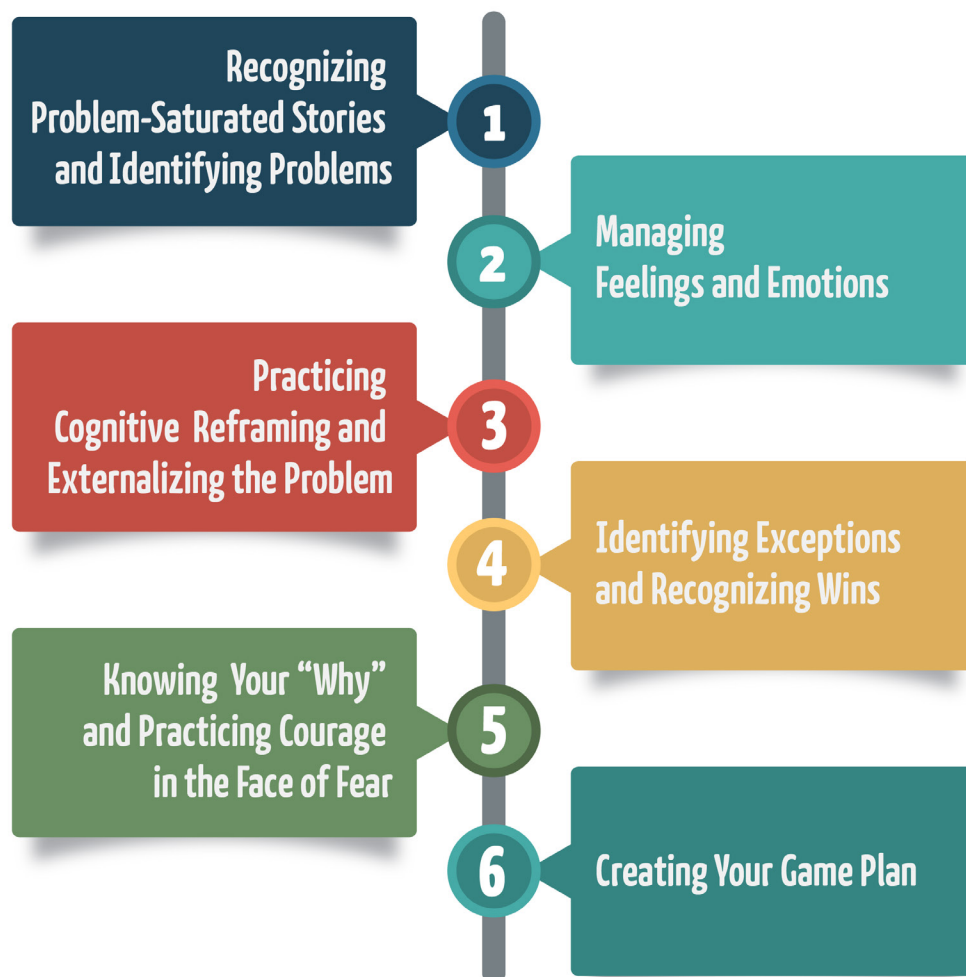 Recognizing
Problem-Saturated Stories
and Identifying Problems
1
2
Managing
Feelings and Emotions
Practicing
Cognitive Reframing and
Externalizing the Problem
3
4
Identifying Exceptions
and Recognizing Wins
Knowing Your “Why”
and Practicing Courage
in the Face of Fear
5
6
Creating Your Game Plan